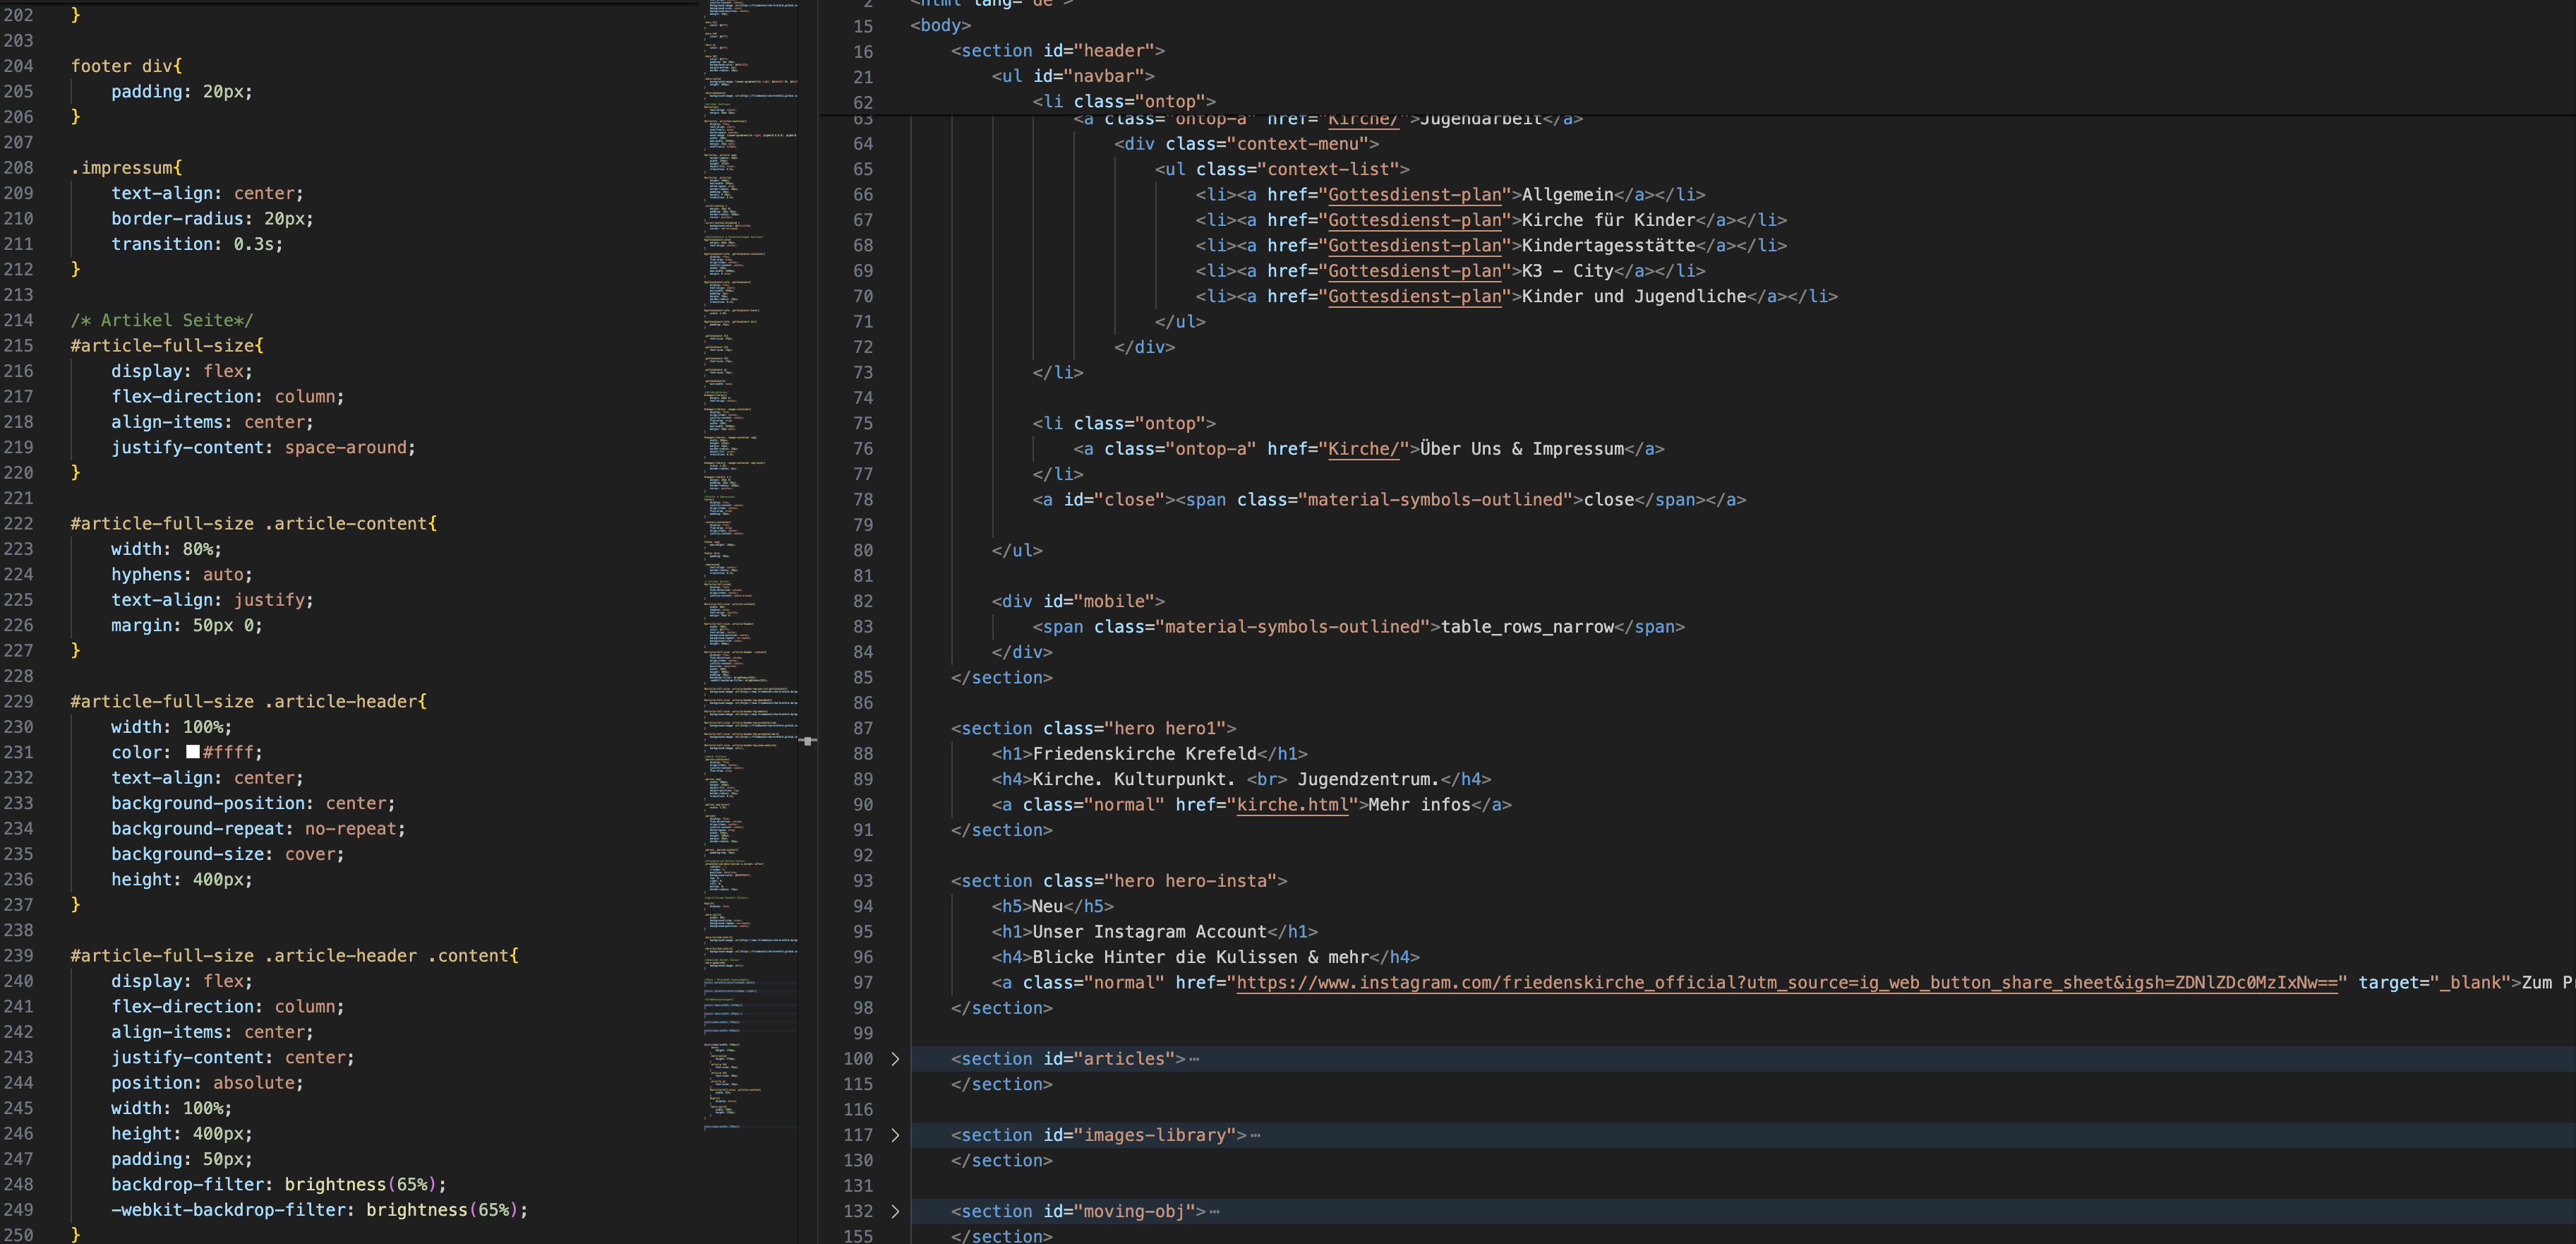 202 }
203
204 footer div{
205 padding: 20px;
206 }
207
208 .impressum{
209 text-align: center;
210 border-radius: 20px;
211 transition: 0.3s;
212 }
213
214 /* Artikel Seite*/
215 #article-full-size{
216 display: flex;
217 flex-direction: column;
218 align-items: center;
219 justify-content: space-around;
220 }
221
222 #article-full-size .article-content{
223 width: 80%;
224 hyphens: auto;
225 text-align: justify;
226 margin: 50px 0;
227 }
228
229 #article-full-size .article-header{
230 width: 100%;
231 color: #ffff;
232 text-align: center;
233 background-position: center;
234 background-repeat: no-repeat;
235 background-size: cover;
236 height: 400px;
237 }
238
239 #article-full-size .article-header .content{
240 display: flex;
241 flex-direction: column;
242 align-items: center;
243 justify-content: center;
244 position: absolute;
245 width: 100%;
246 height: 400px;
247 padding: 50px;
248 backdrop-filter: brightness(65%);
249 -webkit-backdrop-filter: brightness(65%);
250 }
2 <html lang="de">
15 <body>
16 <section id="header">
21 <ul id="navbar">
62 <li class="ontop">
63 <a class="ontop-a" href="Kirche/">Jugendarbeit</a>
64 <div class="context-menu">
65 <ul class="context-list">
66 <li><a href="Gottesdienst-plan">Allgemein</a></li>
67 <li><a href="Gottesdienst-plan">Kirche für Kinder</a></li>
68 <li><a href="Gottesdienst-plan">Kindertagesstätte</a></li>
69 <li><a href="Gottesdienst-plan">K3 - City</a></li>
70 <li><a href="Gottesdienst-plan">Kinder und Jugendliche</a></li>
71 </ul>
72 </div>
73 </li>
74
75 <li class="ontop">
76 <a class="ontop-a" href="Kirche/">Über Uns & Impressum</a>
77 </li>
78 <a id="close"><span class="material-symbols-outlined">close</span></a>
79
80 </ul>
81
82 <div id="mobile">
83 <span class="material-symbols-outlined">table_rows_narrow</span>
84 </div>
85 </section>
86
87 <section class="hero hero1">
88 <h1>Friedenskirche Krefeld</h1>
89 <h4>Kirche. Kulturpunkt. <br> Jugendzentrum.</h4>
90 <a class="normal" href="kirche.html">Mehr infos</a>
91 </section>
92
93 <section class="hero hero-insta">
94 <h5>Neu</h5>
95 <h1>Unser Instagram Account</h1>
96 <h4>Blicke Hinter die Kulissen & mehr</h4>
97 <a class="normal" href="https://www.instagram.com/friedenskirche_official?utm_source=ig_web_button_share_sheet&igsh=ZDNlZDc0MzIxNw==" target="_blank">Zum
98 </section>
99
100 <section id="articles">⋯
115 </section>
116
117 <section id="images-library">⋯
130 </section>
131
132 <section id="moving-obj">⋯
155 </section>